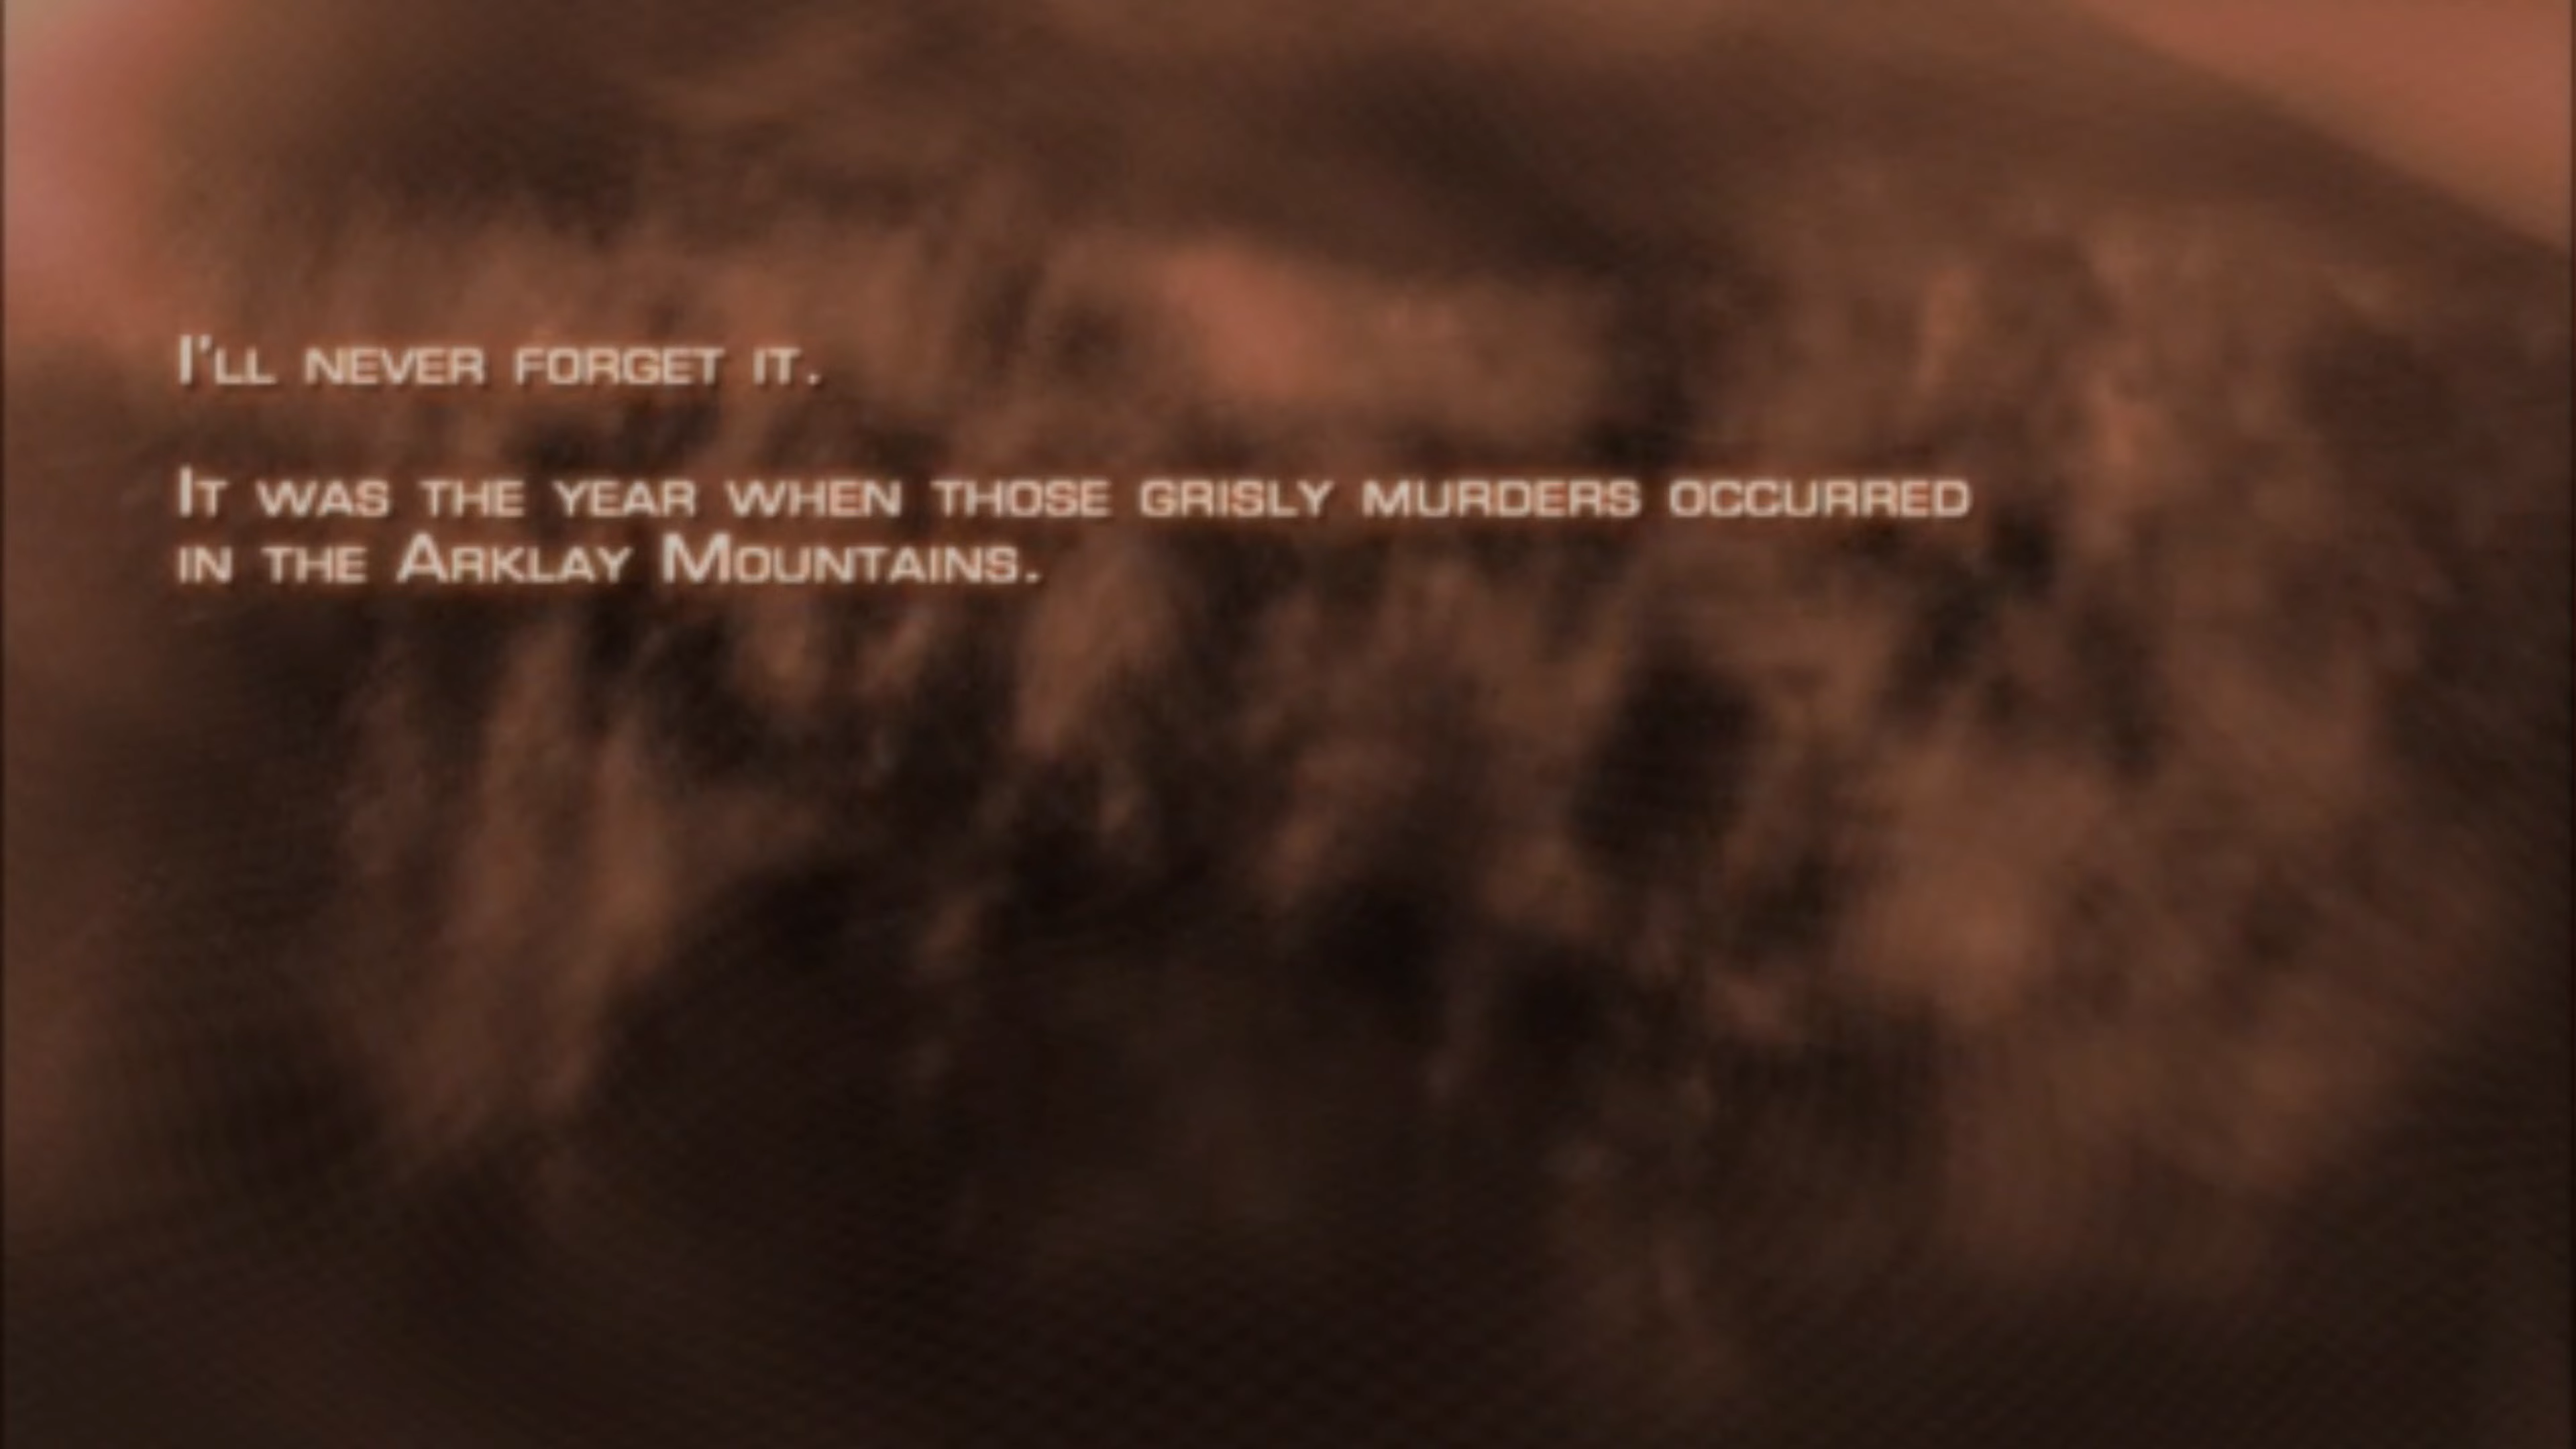 I'll never forget it.
It was the year when those grisly murders occurred
in the Arklay Mountains.